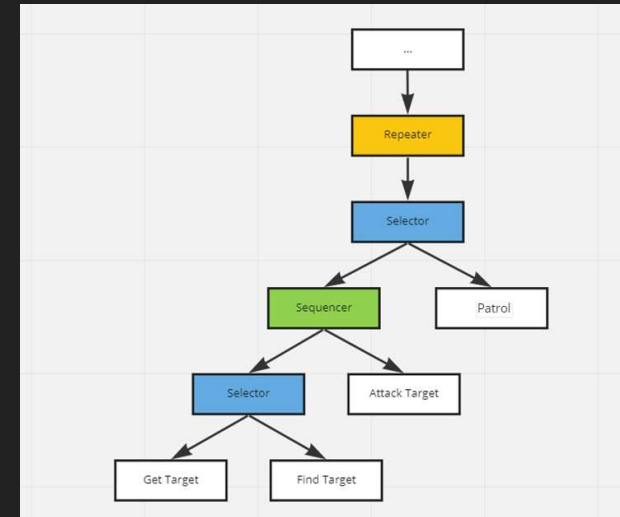 ...
Repeater
Selector
Sequencer
Patrol
Selector
Attack Target
Get Target
Find Target